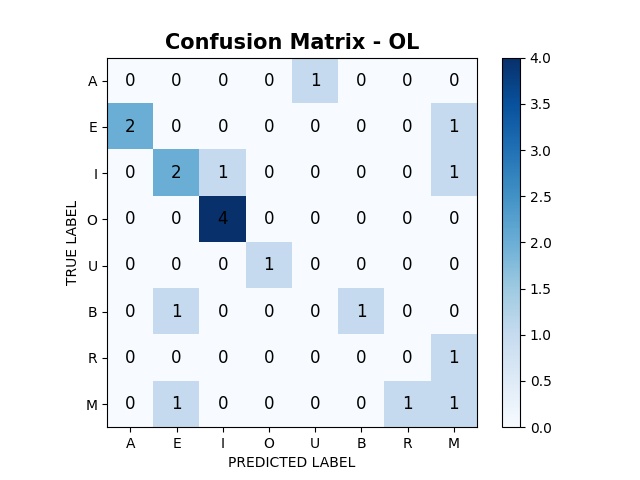 Confusion Matrix - OL
TRUE LABEL
A 0 0 0 0 1 0 0 0
E 2 0 0 0 0 0 0 1
I 0 2 1 0 0 0 0 1
O 0 0 4 0 0 0 0 0
U 0 0 0 1 0 0 0 0
B 0 1 0 0 0 1 0 0
R 0 0 0 0 0 0 0 1
M 0 1 0 0 0 0 1 1
A E I O U B R M
PREDICTED LABEL
4.0
3.5
3.0
2.5
2.0
1.5
1.0
0.5
0.0